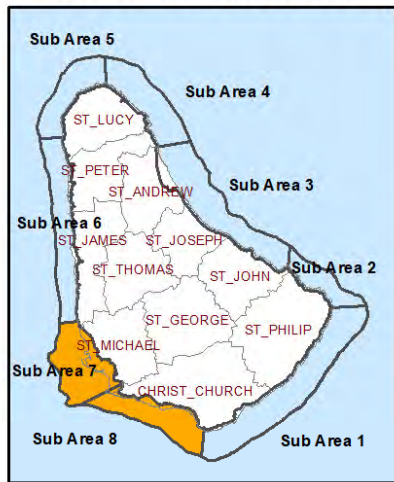 Sub Area 5
Sub Area 4
ST_LUCY
ST_PETER
Sub Area 3
ST_ANDREW
Sub Area 6
ST_JAMES
ST_JOSEPH
ST_THOMAS
ST_JOHN
Sub Area 2
ST_GEORGE
ST_PHILIP
ST_MICHAEL
Sub Area 7
CHRIST_CHURCH
Sub Area 8
Sub Area 1